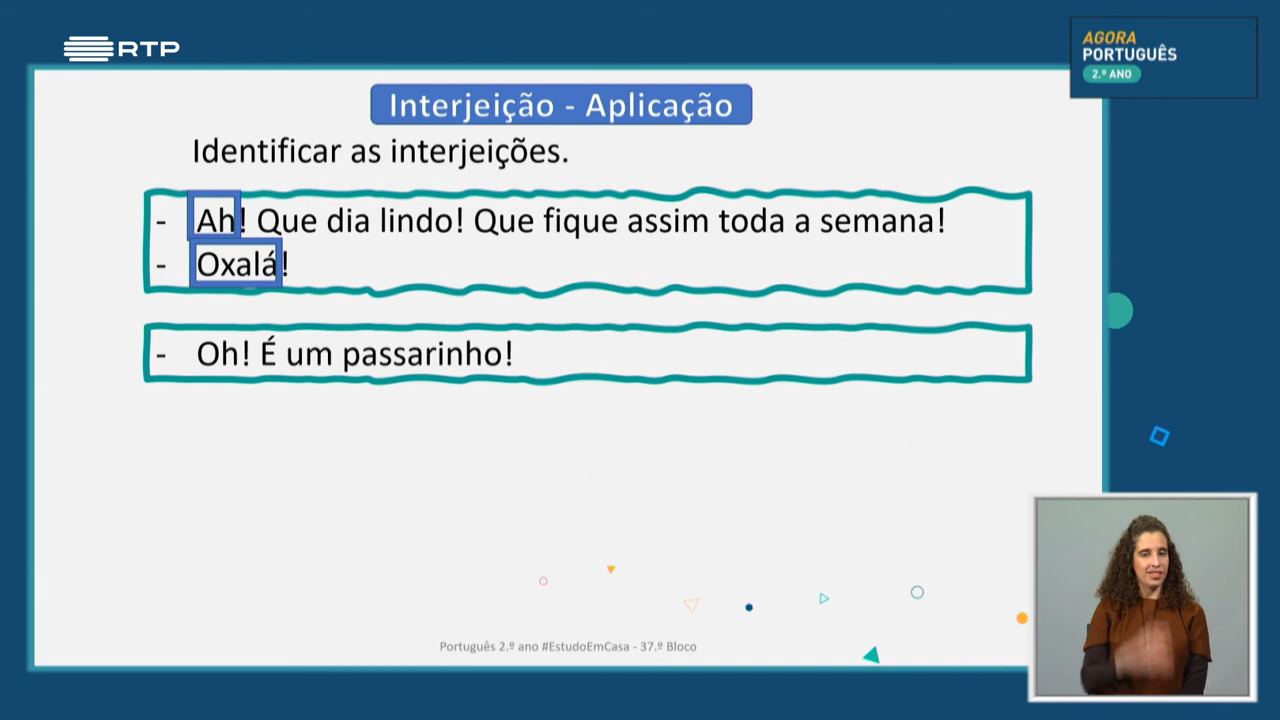 RTP
AGORA
PORTUGUÊS
2.º ANO
Interjeição - Aplicação
Identificar as interjeições.
- Ah! Que dia lindo! Que fique assim toda a semana!
- Oxalá!
- Oh! É um passarinho!
Português 2.º ano #EstudoEmCasa - 37.º Bloco